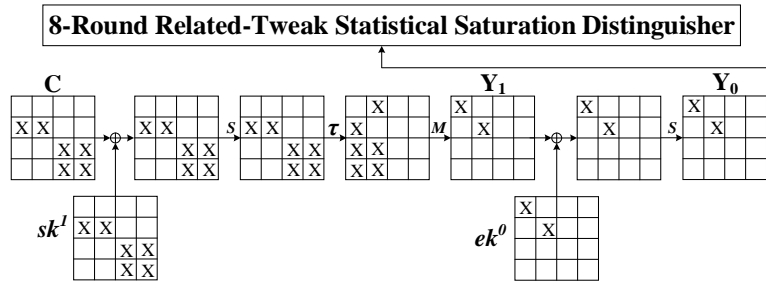 8-Round Related-Tweak Statistical Saturation Distinguisher
C Y₁ Y₀
X X X X X X X X X X X
X X X X X X S X X τ X M X X S X
X X X X X X X X
X X X X X X X X
sk¹ X X ek⁰ X
X X X
X X